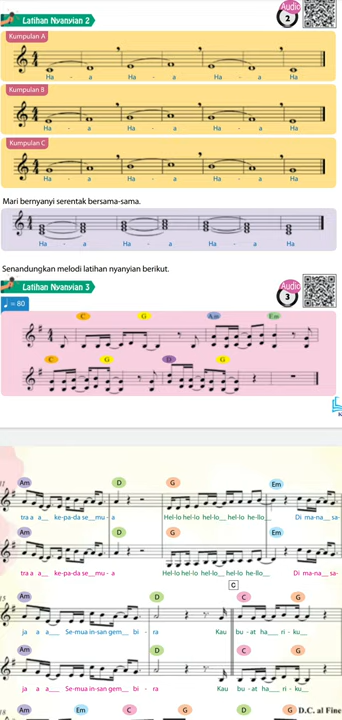 Audio
2
Latihan Nyanyian 2
Kumpulan A
Ha - a Ha - a Ha - a Ha
Kumpulan B
Ha - a Ha - a Ha - a Ha
Kumpulan C
Ha - a Ha - a Ha - a Ha
Mari bernyanyi serentak bersama-sama.
Ha - a Ha - a Ha - a Ha
Senandungkan melodi latihan nyanyian berikut.
Latihan Nyanyian 3
Audio
3
= 80
C G Am Em
C G D G
11
Am D G Em
tra a a__ ke-pa-da se__mu - a Hel-lo hel-lo hel-lo__ hel-lo he-llo__ Di ma-na__ sa-
Am D G Em
tra a a__ ke-pa-da se__mu - a Hel-lo hel-lo hel-lo__ hel-lo he-llo__ Di ma-na__ sa-
C
15
Am D C G
ja a a___ Se-mua in-san gem__ bi - ra Kau bu - at ha___ ri - ku__
Am D C G
ja a a___ Se-mua in-san gem__ bi - ra Kau bu - at ha___ ri - ku__
18
Am Em C G D G D.C. al Fine